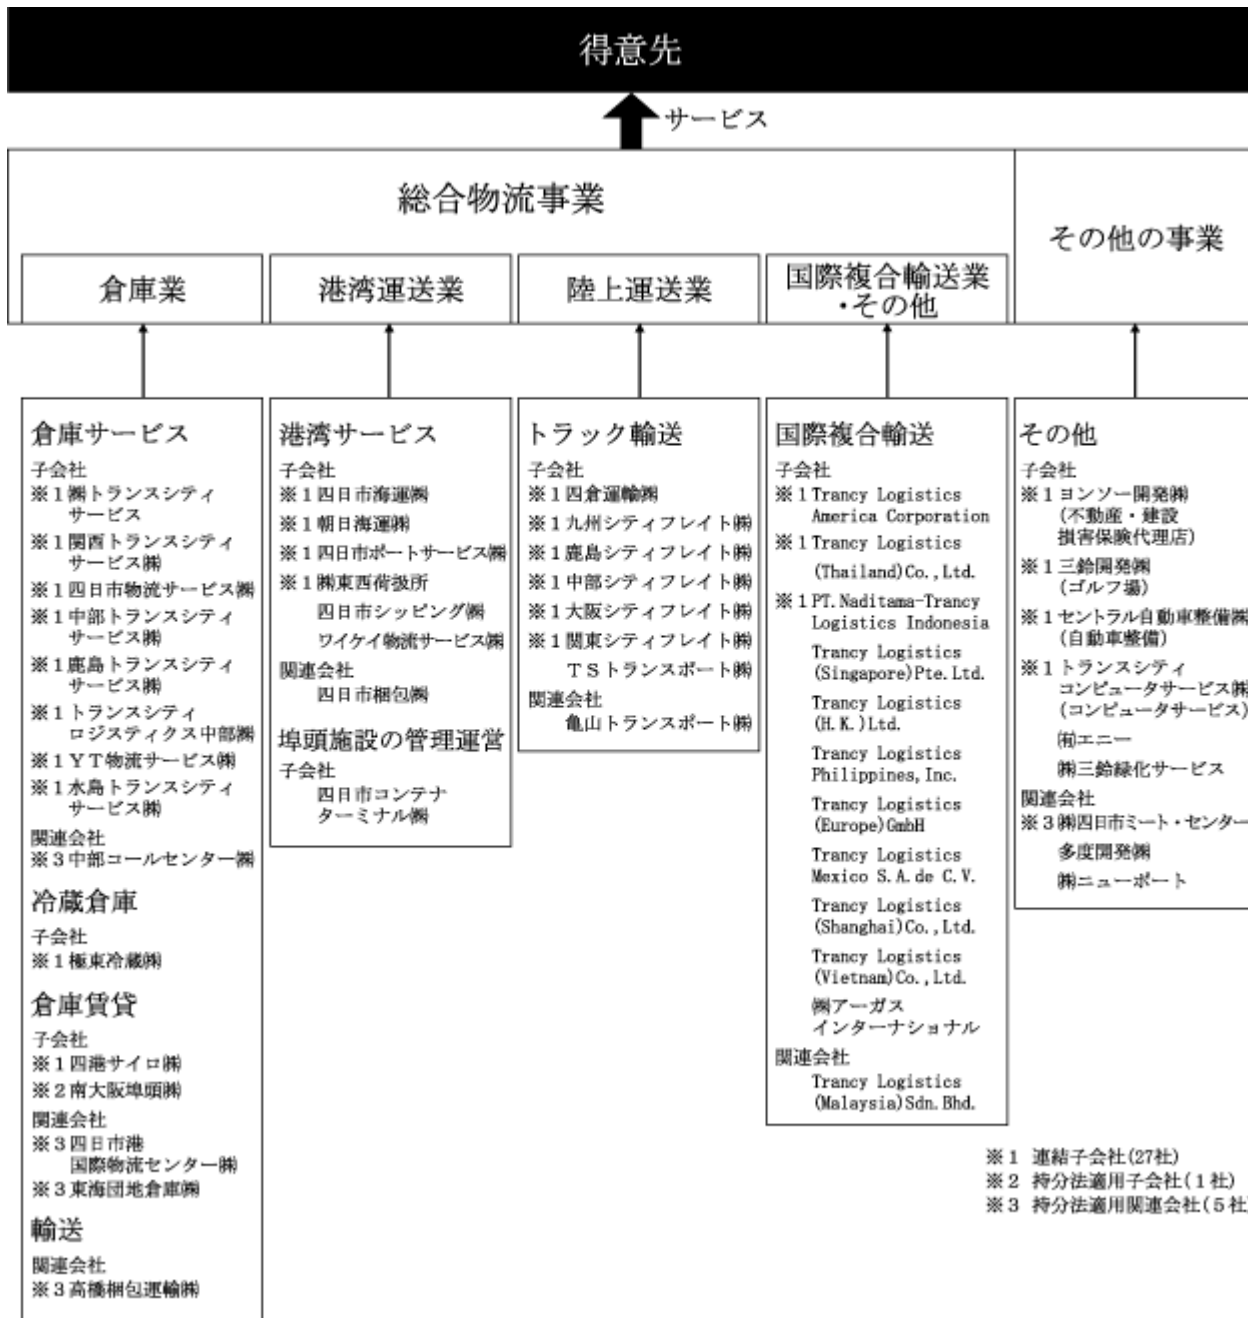 得意先
サービス
総合物流事業
その他の事業
倉庫業
港湾運送業
陸上運送業
国際複合輸送業
・その他
倉庫サービス
子会社
※1㈱トランスシティ
サービス
※1関西トランスシティ
サービス㈱
※1四日市物流サービス㈱
※1中部トランスシティ
サービス㈱
※1鹿島トランスシティ
サービス㈱
※1トランスシティ
ロジスティクス中部㈱
※1YT物流サービス㈱
※1水島トランスシティ
サービス㈱
関連会社
※3中部コールセンター㈱
冷蔵倉庫
子会社
※1極東冷蔵㈱
倉庫賃貸
子会社
※1四港サイロ㈱
※2南大阪埠頭㈱
関連会社
※3四日市港
国際物流センター㈱
※3東海団地倉庫㈱
輸送
関連会社
※3高橋梱包運輸㈱
港湾サービス
子会社
※1四日市海運㈱
※1朝日海運㈱
※1四日市ポートサービス㈱
※1㈱東西荷扱所
四日市シッピング㈱
ワイケイ物流サービス㈱
関連会社
四日市梱包㈱
埠頭施設の管理運営
子会社
四日市コンテナ
ターミナル㈱
トラック輸送
子会社
※1四倉運輸㈱
※1九州シティフレイト㈱
※1鹿島シティフレイト㈱
※1中部シティフレイト㈱
※1大阪シティフレイト㈱
※1関東シティフレイト㈱
TSトランスポート㈱
関連会社
亀山トランスポート㈱
国際複合輸送
子会社
※1Trancy Logistics
America Corporation
※1Trancy Logistics
(Thailand)Co.,Ltd.
※1PT.Naditama-Trancy
Logistics Indonesia
Trancy Logistics
(Singapore)Pte.Ltd.
Trancy Logistics
(H.K.)Ltd.
Trancy Logistics
Philippines,Inc.
Trancy Logistics
(Europe)GmbH
Trancy Logistics
Mexico S.A.de C.V.
Trancy Logistics
(Shanghai)Co.,Ltd.
Trancy Logistics
(Vietnam)Co.,Ltd.
㈱アーガス
インターナショナル
関連会社
Trancy Logistics
(Malaysia)Sdn.Bhd.
その他
子会社
※1ヨンソー開発㈱
(不動産・建設
損害保険代理店)
※1三鈴開発㈱
(ゴルフ場)
※1セントラル自動車整備㈱
(自動車整備)
※1トランスシティ
コンピュータサービス㈱
(コンピュータサービス)
㈲エニー
㈱三鈴緑化サービス
関連会社
※3㈱四日市ミート・センター
多度開発㈱
㈱ニューポート
※1 連結子会社(27社)
※2 持分法適用子会社(1社)
※3 持分法適用関連会社(5社